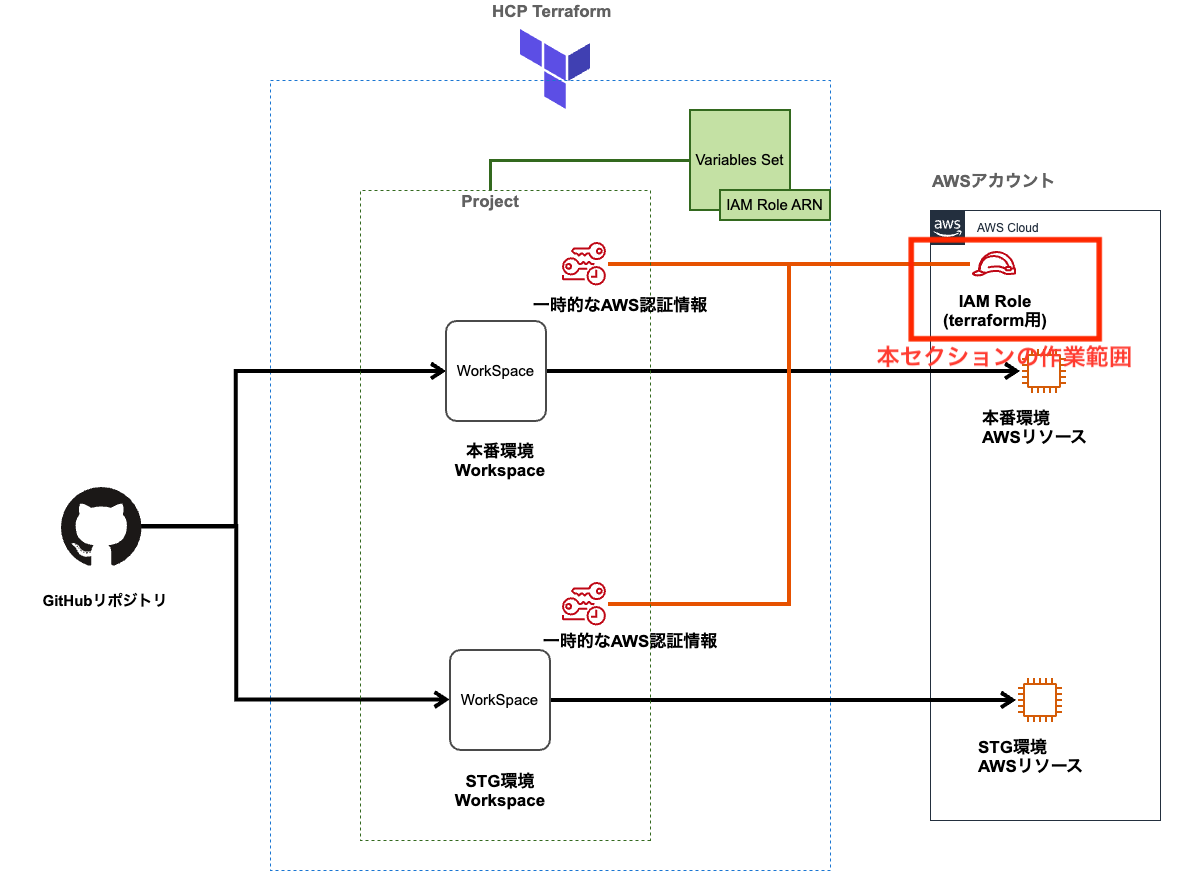 HCP Terraform
Variables Set
IAM Role ARN
Project
AWSアカウント
aws
AWS Cloud
一時的なAWS認証情報
IAM Role
(terraform用)
本セクションの作業範囲
WorkSpace
本番環境
Workspace
本番環境
AWSリソース
GitHubリポジトリ
一時的なAWS認証情報
WorkSpace
STG環境
Workspace
STG環境
AWSリソース